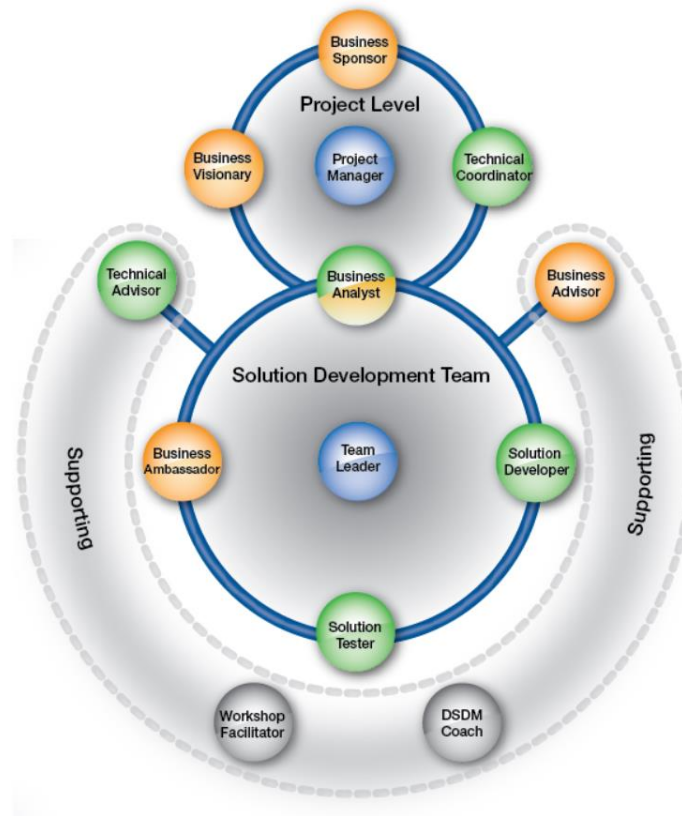 Business
Sponsor
Project Level
Business
Visionary
Project
Manager
Technical
Coordinator
Technical
Advisor
Business
Analyst
Business
Advisor
Solution Development Team
Business
Ambassador
Team
Leader
Solution
Developer
Supporting
Supporting
Solution
Tester
Workshop
Facilitator
DSDM
Coach